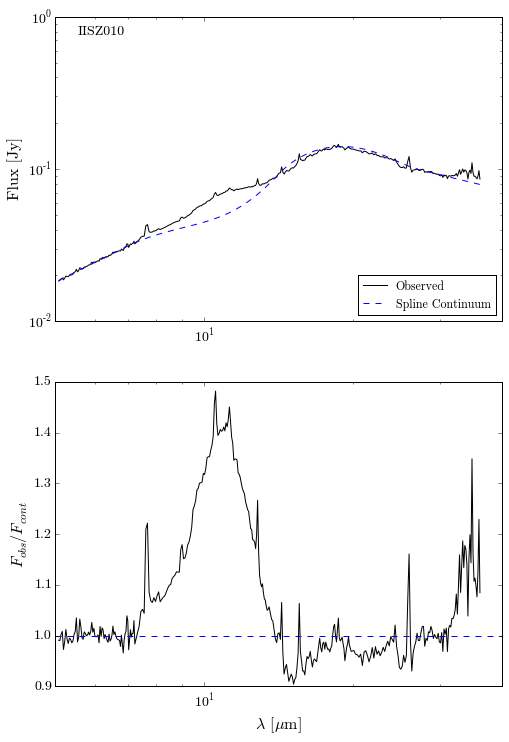 10^0
IISZ010
Flux [Jy]
10^-1
Observed
Spline Continuum
10^-2
10^1
1.5
1.4
1.3
1.2
F_obs/F_cont
1.1
1.0
0.9
10^1
λ [μm]